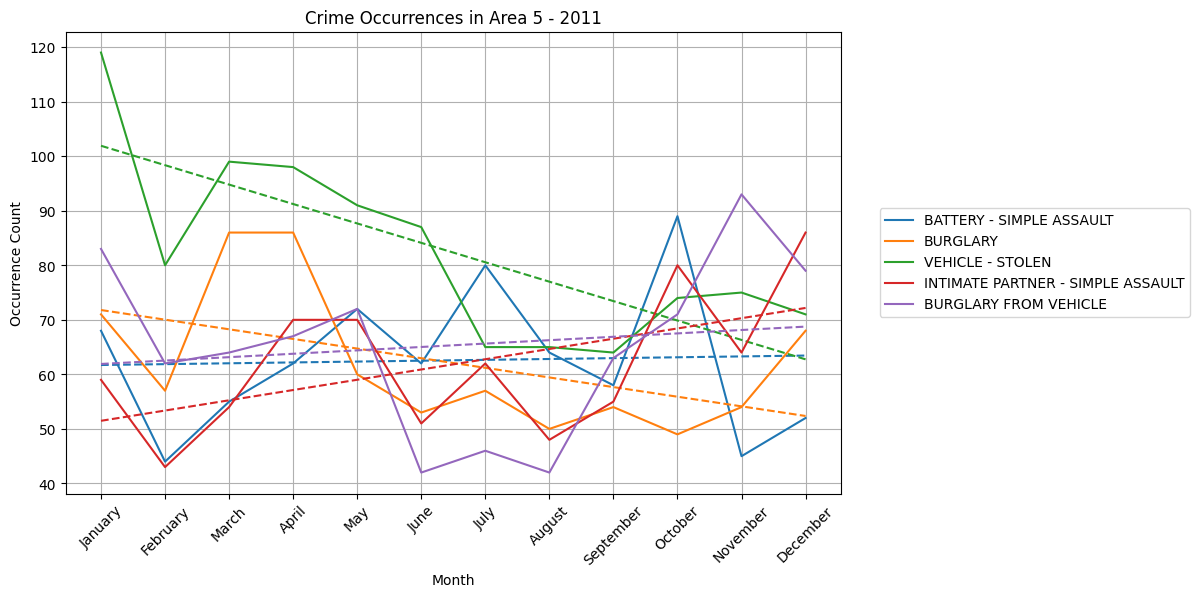 Crime Occurrences in Area 5 - 2011
Occurrence Count
120
110
100
90
80
70
60
50
40
January
February
March
April
May
June
July
August
September
October
November
December
Month
BATTERY - SIMPLE ASSAULT
BURGLARY
VEHICLE - STOLEN
INTIMATE PARTNER - SIMPLE ASSAULT
BURGLARY FROM VEHICLE